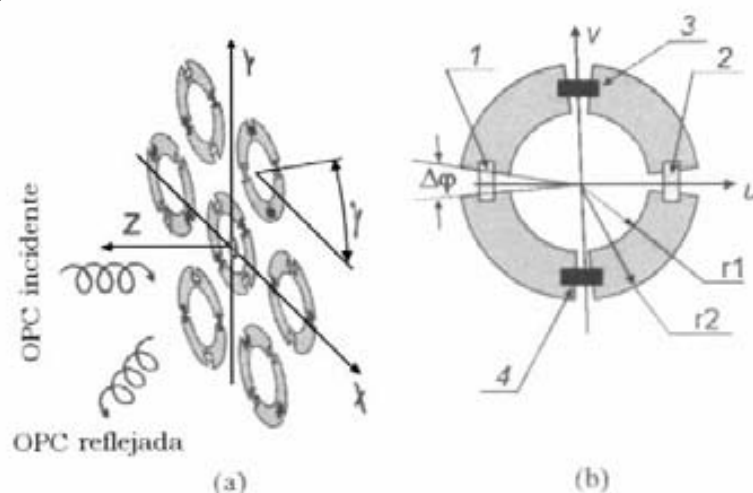 Y
Z
γ
X
OPC incidente
OPC reflejada
(a)
v
1
3
2
Δφ
u
r1
r2
4
(b)